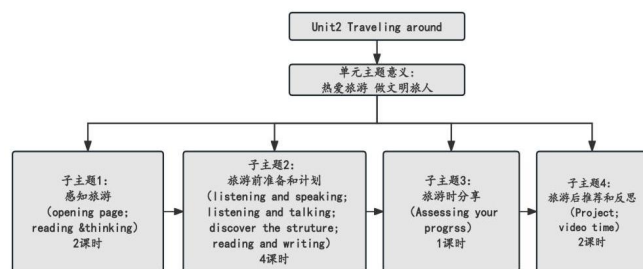 Unit2 Traveling around
单元主题意义：
热爱旅游 做文明旅人
子主题1：
感知旅游
（opening page;
reading &thinking）
2课时
子主题2：
旅游前准备和计划
（listening and speaking;
listening and talking;
discover the struture;
reading and writing）
4课时
子主题3：
旅游时分享
（Assessing your
progrss）
1课时
子主题4：
旅游后推荐和反思
（Project;
video time）
2课时